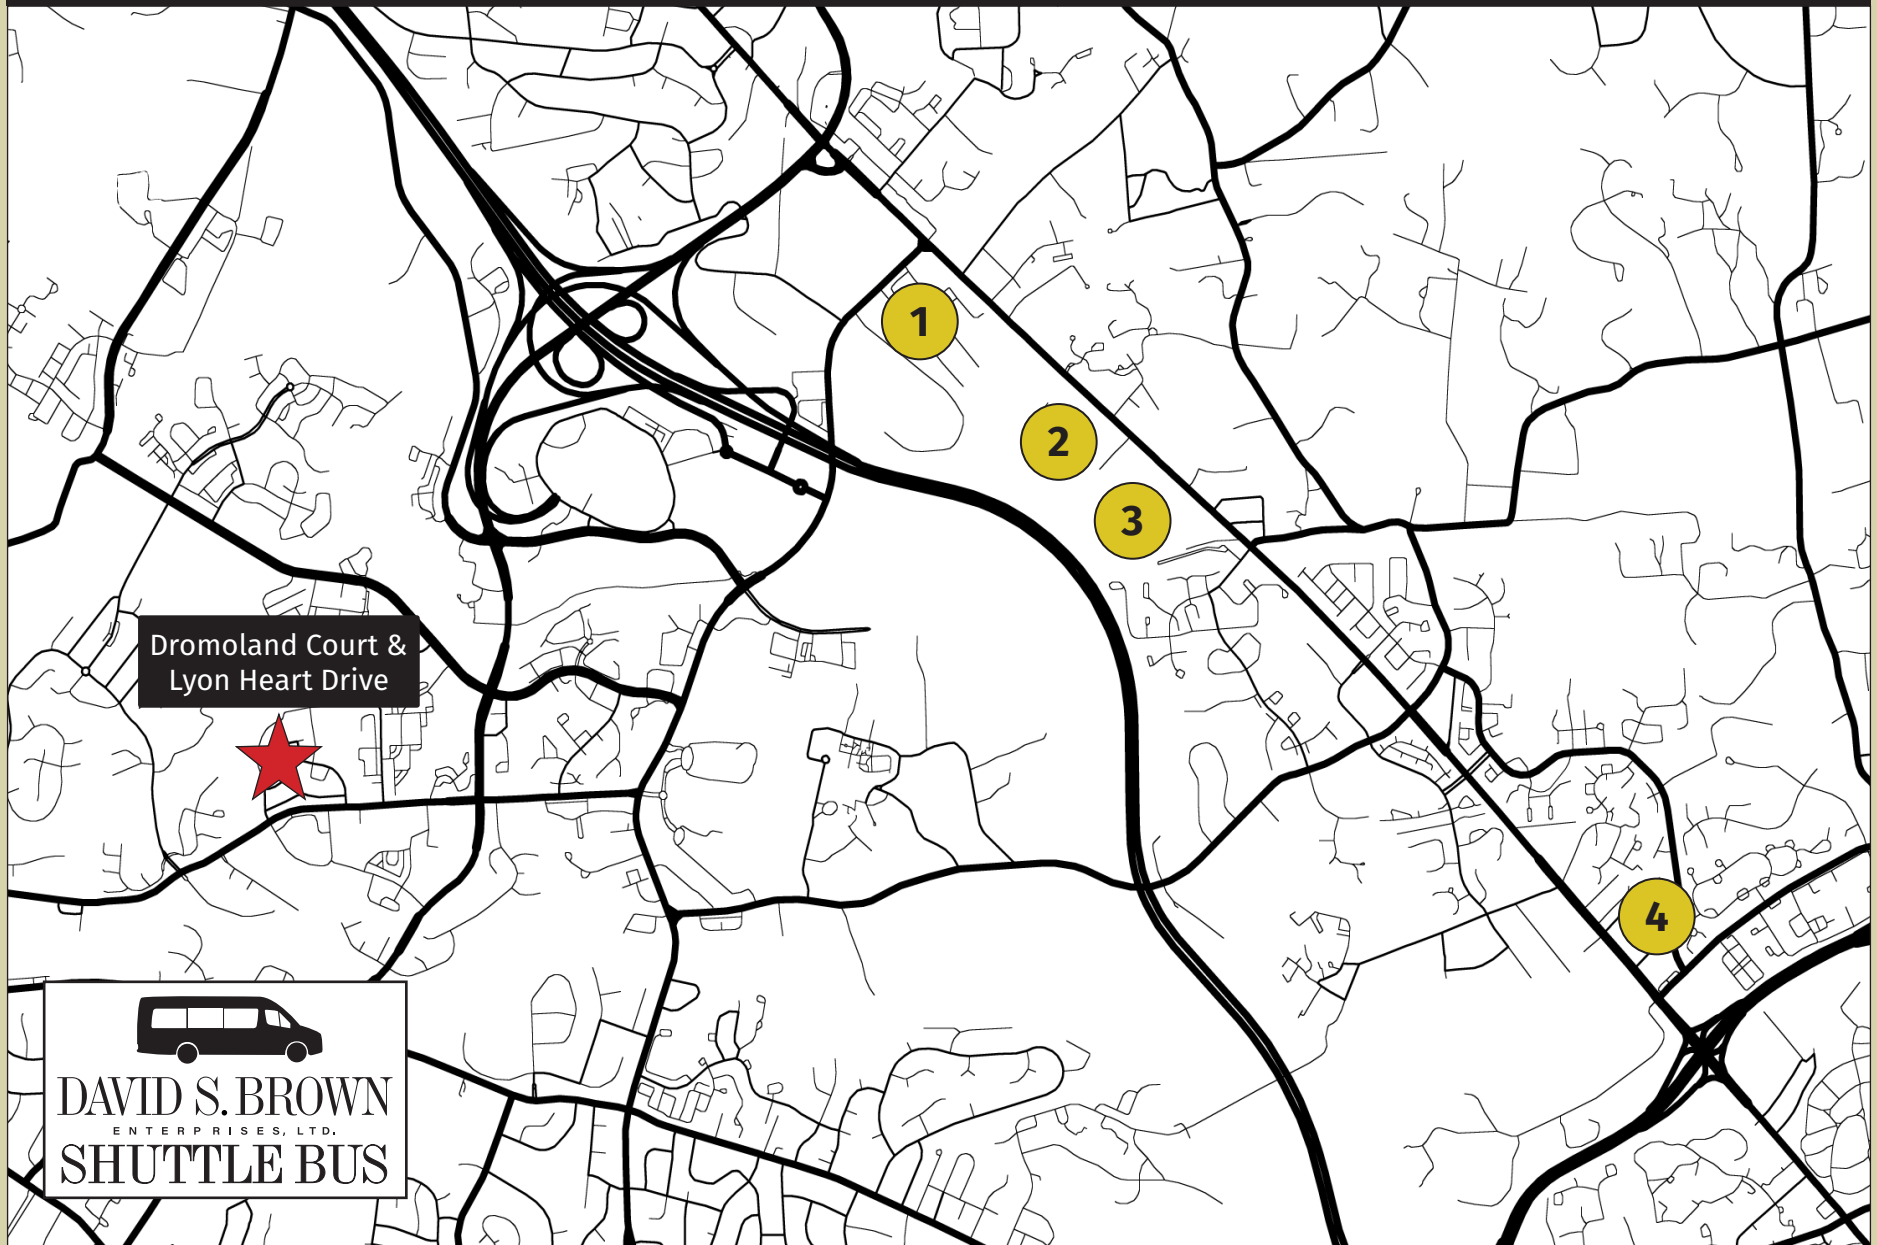 1
2
3
Dromoland Court &
Lyon Heart Drive
4
DAVID S. BROWN
ENTERPRISES, LTD.
SHUTTLE BUS